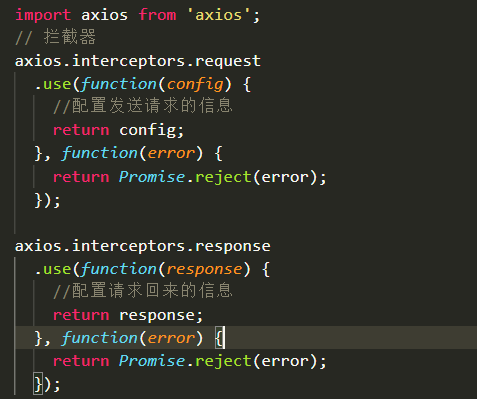 import axios from 'axios';
// 拦截器
axios.interceptors.request
  .use(function(config) {
    //配置发送请求的信息
    return config;
  }, function(error) {
    return Promise.reject(error);
  });

axios.interceptors.response
  .use(function(response) {
    //配置请求回来的信息
    return response;
  }, function(error) {
    return Promise.reject(error);
  });